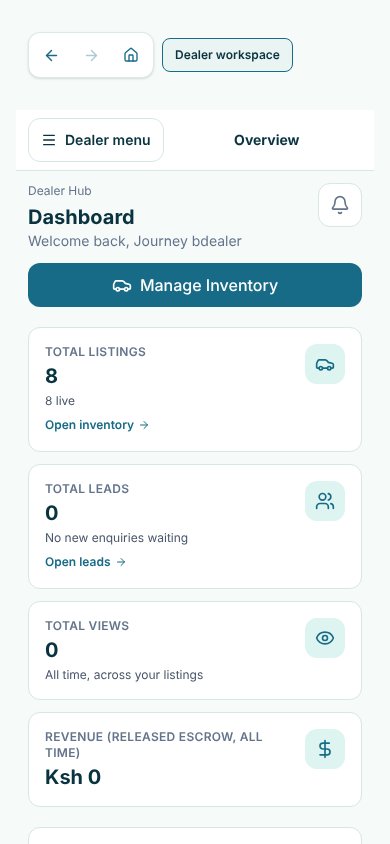 Dealer workspace
Dealer menu
Overview
Dealer Hub
Dashboard
Welcome back, Journey bdealer
Manage Inventory
TOTAL LISTINGS
8
8 live
Open inventory →
TOTAL LEADS
0
No new enquiries waiting
Open leads →
TOTAL VIEWS
0
All time, across your listings
REVENUE (RELEASED ESCROW, ALL
TIME)
Ksh 0